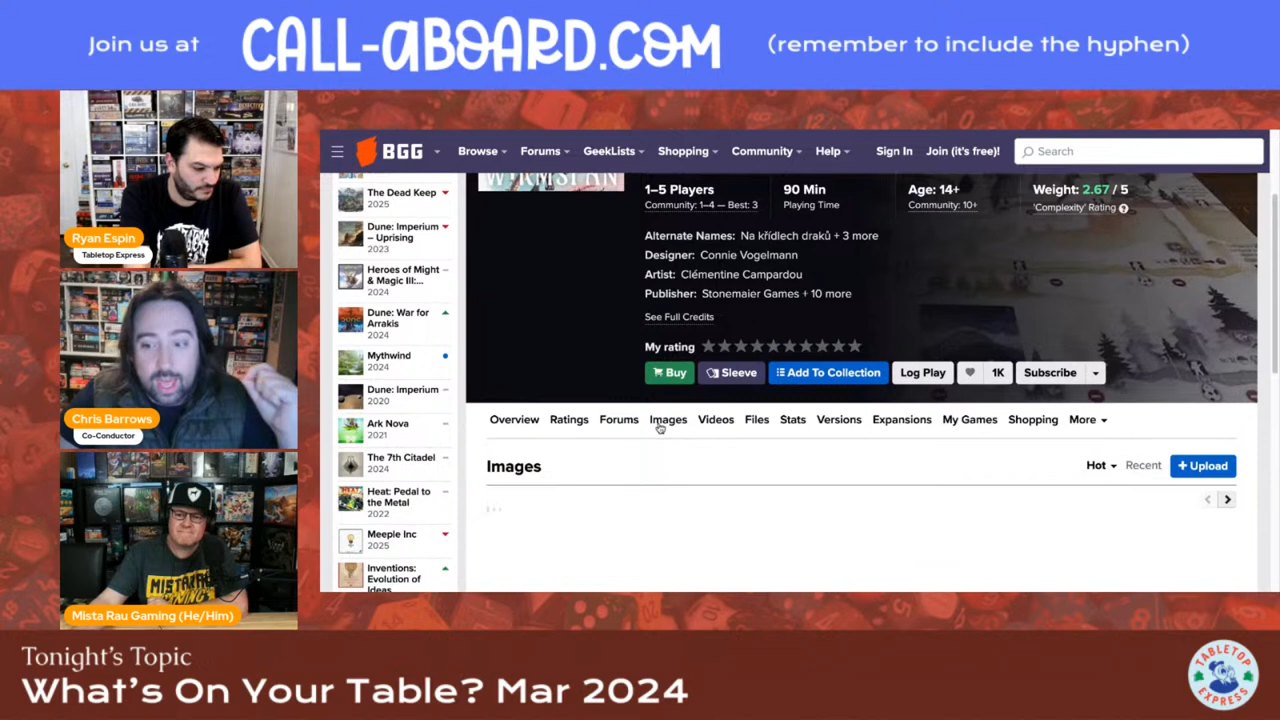 Join us at CALL-aBOARD.COM (remember to include the hyphen)
Ryan Espin
Tabletop Express
Chris Barrows
Co-Conductor
MISTARAU
Mista Rau Gaming (He/Him)
BGG Browse Forums GeekLists Shopping Community Help Sign In Join (it's free!) Search
The Dead Keep
2025
Dune: Imperium
– Uprising
2023
Heroes of Might
& Magic III:...
2024
Dune: War for
Arrakis
2024
Mythwind
2024
Dune: Imperium
2020
Ark Nova
2021
The 7th Citadel
2024
Heat: Pedal to
the Metal
2022
Meeple Inc
2025
Inventions:
Evolution of
Ideas
WYRMSPAN
1–5 Players 90 Min Age: 14+ Weight: 2.67 / 5
Community: 1–4 — Best: 3 Playing Time Community: 10+ 'Complexity' Rating ?
Alternate Names: Na křídlech draků + 3 more
Designer: Connie Vogelmann
Artist: Clémentine Campardou
Publisher: Stonemaier Games + 10 more
See Full Credits
My rating
Buy Sleeve Add To Collection Log Play 1K Subscribe
Overview Ratings Forums Images Videos Files Stats Versions Expansions My Games Shopping More
Images Hot Recent + Upload
Tonight's Topic
What's On Your Table? Mar 2024
TABLETOP
EXPRESS